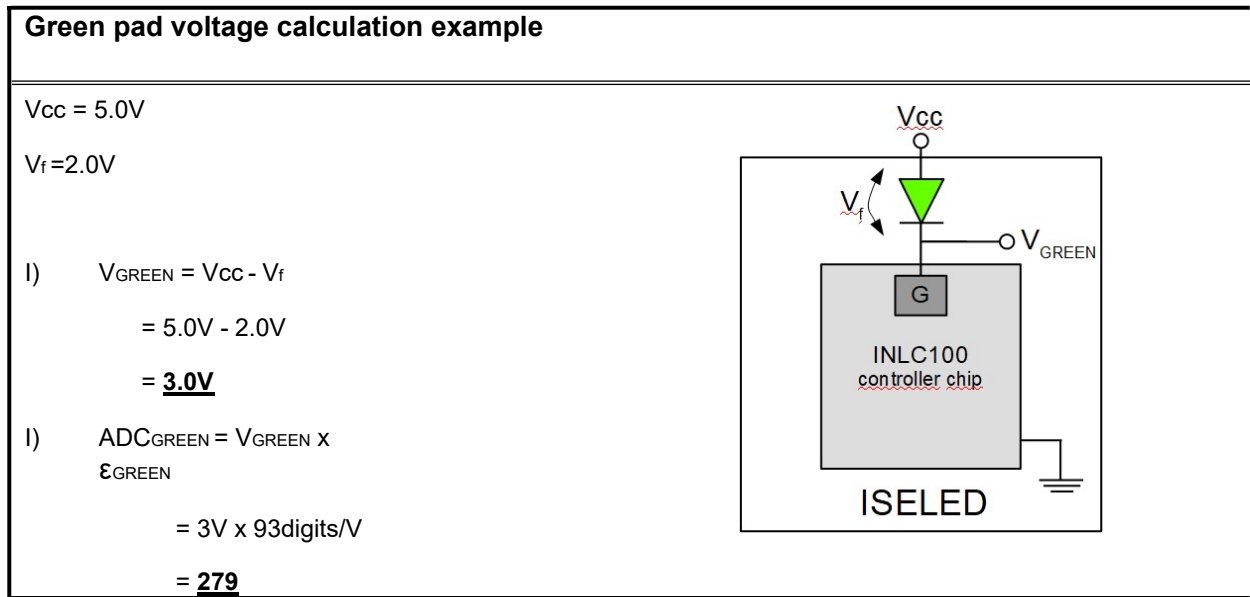 Green pad voltage calculation example
Vcc = 5.0V
Vf =2.0V
I) VGREEN = Vcc - Vf
= 5.0V - 2.0V
= 3.0V
I) ADCGREEN = VGREEN x
ƐGREEN
= 3V x 93digits/V
= 279
Vcc
Vf
VGREEN
G
INLC100
controller chip
ISELED